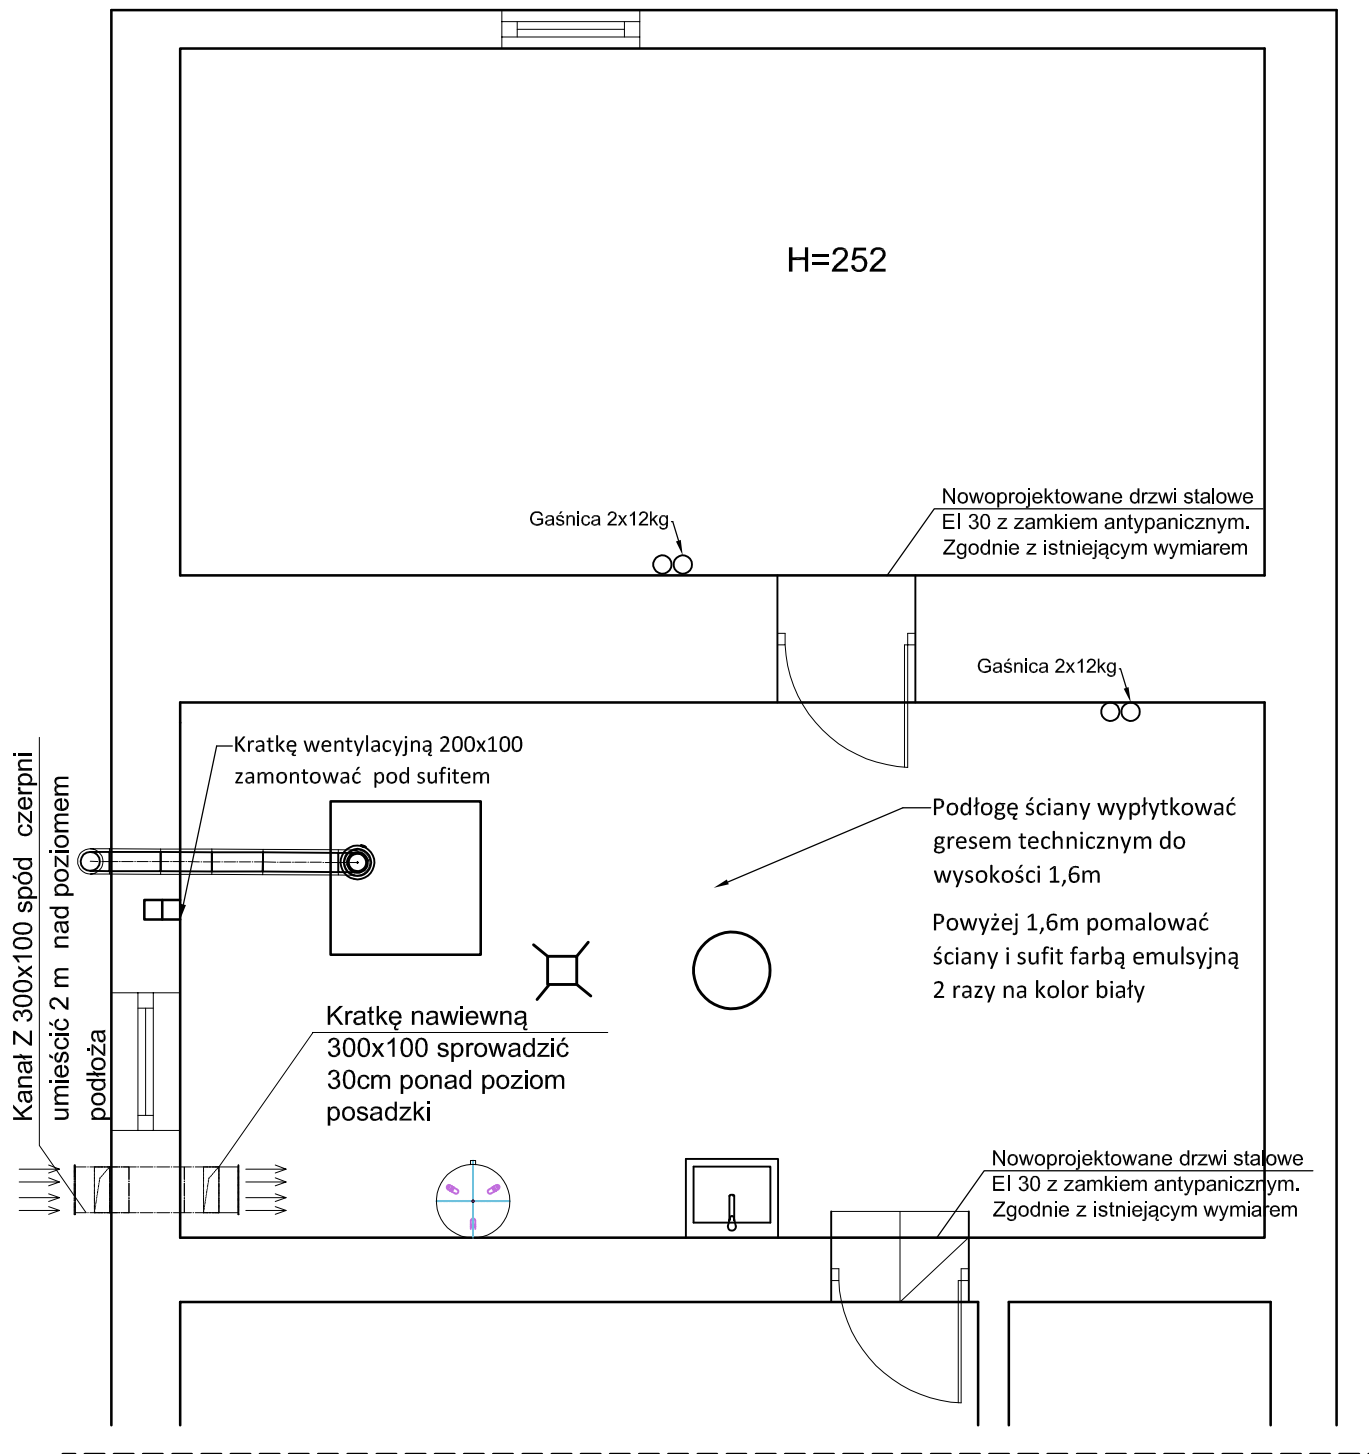 H=252
Nowoprojektowane drzwi stalowe
EI 30 z zamkiem antypanicznym.
Zgodnie z istniejącym wymiarem
Gaśnica 2x12kg
Gaśnica 2x12kg
Kratkę wentylacyjną 200x100
zamontować pod sufitem
Kanał Z 300x100 spód czerpni
umieścić 2 m nad poziomem
podłoża
Podłogę ściany wypłytkować
gresem technicznym do
wysokości 1,6m
Powyżej 1,6m pomalować
ściany i sufit farbą emulsyjną
2 razy na kolor biały
Kratkę nawiewną
300x100 sprowadzić
30cm ponad poziom
posadzki
Nowoprojektowane drzwi stalowe
EI 30 z zamkiem antypanicznym.
Zgodnie z istniejącym wymiarem